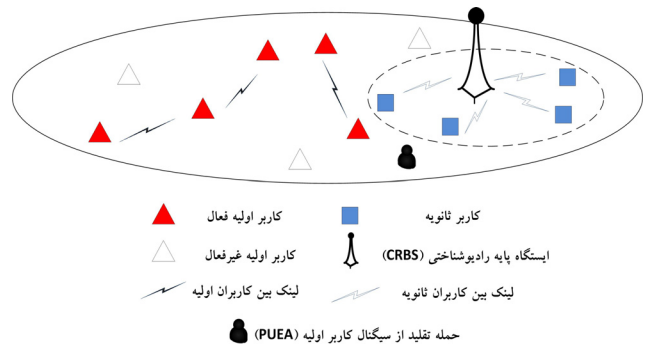 کاربر اولیه فعال
کاربر ثانویه
کاربر اولیه غیرفعال
ایستگاه پایه رادیوشناختی (CRBS)
لینک بین کاربران اولیه
لینک بین کاربران ثانویه
حمله تقلید از سیگنال کاربر اولیه (PUEA)